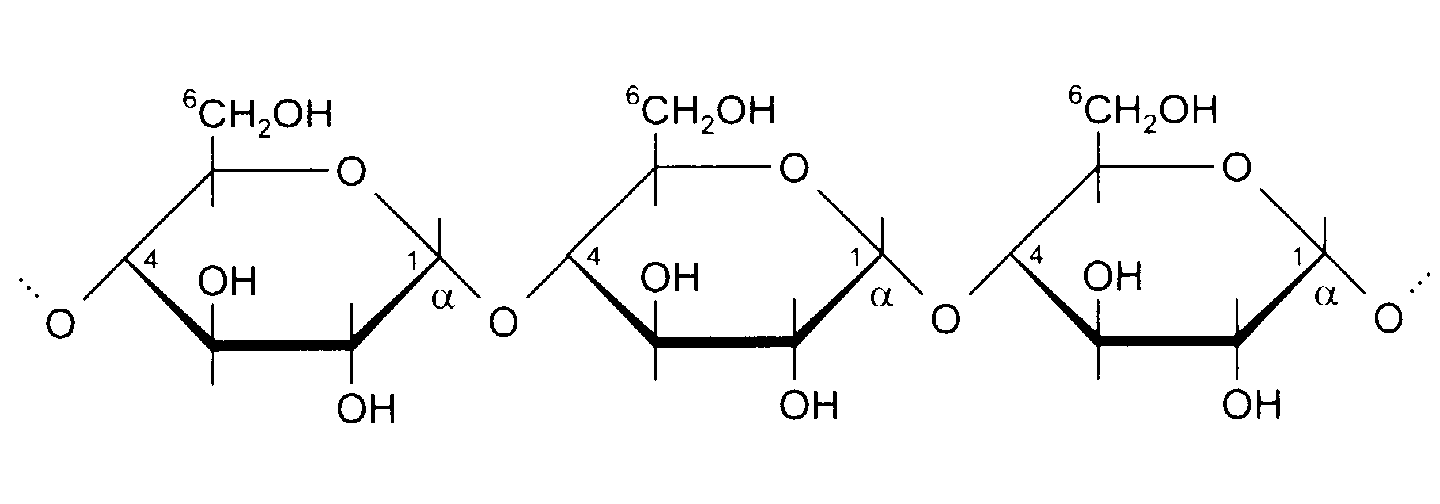 ⁶CH₂OH ⁶CH₂OH ⁶CH₂OH
O O O
4 1 4 1 4 1
OH OH OH
α α α
O O O O
OH OH OH